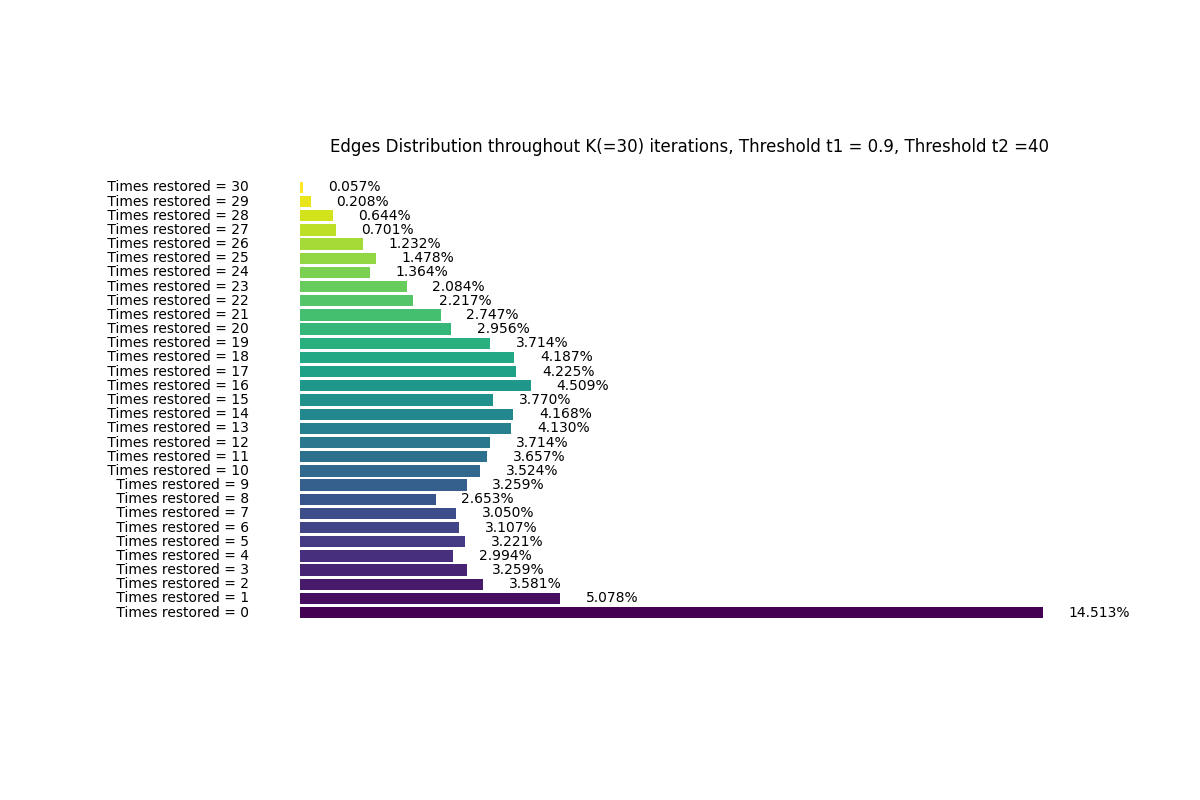 Edges Distribution throughout K(=30) iterations, Threshold t1 = 0.9, Threshold t2 =40
Times restored = 30 0.057%
Times restored = 29 0.208%
Times restored = 28 0.644%
Times restored = 27 0.701%
Times restored = 26 1.232%
Times restored = 25 1.478%
Times restored = 24 1.364%
Times restored = 23 2.084%
Times restored = 22 2.217%
Times restored = 21 2.747%
Times restored = 20 2.956%
Times restored = 19 3.714%
Times restored = 18 4.187%
Times restored = 17 4.225%
Times restored = 16 4.509%
Times restored = 15 3.770%
Times restored = 14 4.168%
Times restored = 13 4.130%
Times restored = 12 3.714%
Times restored = 11 3.657%
Times restored = 10 3.524%
Times restored = 9 3.259%
Times restored = 8 2.653%
Times restored = 7 3.050%
Times restored = 6 3.107%
Times restored = 5 3.221%
Times restored = 4 2.994%
Times restored = 3 3.259%
Times restored = 2 3.581%
Times restored = 1 5.078%
Times restored = 0 14.513%